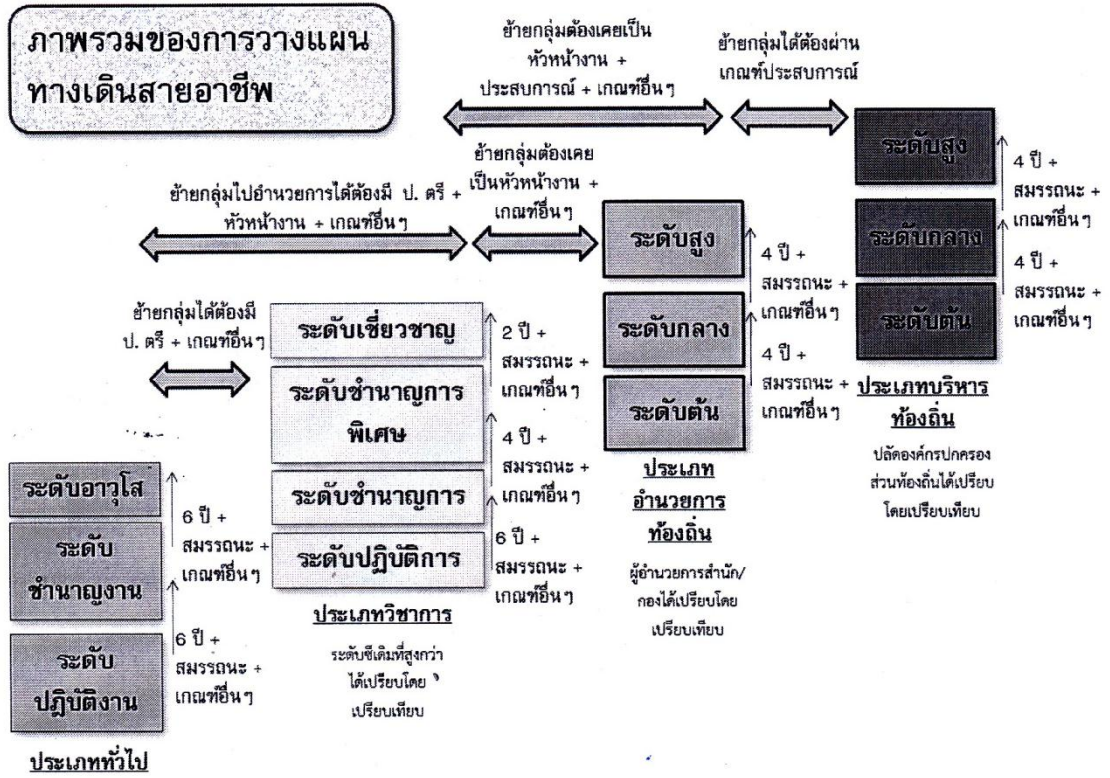 ภาพรวมของการวางแผน
ทางเดินสายอาชีพ
ย้ายกลุ่มต้องเคยเป็น
หัวหน้างาน +
ประสบการณ์ + เกณฑ์อื่นๆ
ย้ายกลุ่มได้ต้องผ่าน
เกณฑ์ประสบการณ์
ย้ายกลุ่มไปอำนวยการได้ต้องมี ป. ตรี +
หัวหน้างาน + เกณฑ์อื่นๆ
ย้ายกลุ่มต้องเคย
เป็นหัวหน้างาน +
เกณฑ์อื่นๆ
ย้ายกลุ่มได้ต้องมี
ป. ตรี + เกณฑ์อื่นๆ
ระดับอาวุโส
ระดับ
ชำนาญงาน
ระดับ
ปฏิบัติงาน
6 ปี +
สมรรถนะ +
เกณฑ์อื่นๆ
6 ปี +
สมรรถนะ +
เกณฑ์อื่นๆ
ประเภททั่วไป
ระดับเชี่ยวชาญ
ระดับชำนาญการ
พิเศษ
ระดับชำนาญการ
ระดับปฏิบัติการ
2 ปี +
สมรรถนะ +
เกณฑ์อื่นๆ
4 ปี +
สมรรถนะ +
เกณฑ์อื่นๆ
6 ปี +
สมรรถนะ +
เกณฑ์อื่นๆ
ประเภทวิชาการ
ระดับซีเดิมที่สูงกว่า
ได้เปรียบโดย
เปรียบเทียบ
ระดับสูง
ระดับกลาง
ระดับต้น
4 ปี +
สมรรถนะ +
เกณฑ์อื่นๆ
4 ปี +
สมรรถนะ +
เกณฑ์อื่นๆ
ประเภท
อำนวยการ
ท้องถิ่น
ผู้อำนวยการสำนัก/
กองได้เปรียบโดย
เปรียบเทียบ
ระดับสูง
ระดับกลาง
ระดับต้น
4 ปี +
สมรรถนะ +
เกณฑ์อื่นๆ
4 ปี +
สมรรถนะ +
เกณฑ์อื่นๆ
ประเภทบริหาร
ท้องถิ่น
ปลัดองค์กรปกครอง
ส่วนท้องถิ่นได้เปรียบ
โดยเปรียบเทียบ